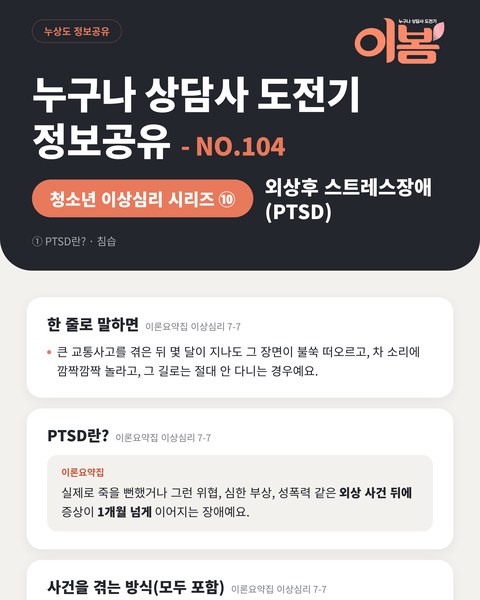 누상도 정보공유
누구나 상담사 도전기
이봄
누구나 상담사 도전기
정보공유 - NO.104
청소년 이상심리 시리즈 ⑩
외상후 스트레스장애
(PTSD)
① PTSD란? · 침습
한 줄로 말하면 이론요약집 이상심리 7-7
• 큰 교통사고를 겪은 뒤 몇 달이 지나도 그 장면이 불쑥 떠오르고, 차 소리에
깜짝깜짝 놀라고, 그 길로는 절대 안 다니는 경우예요.
PTSD란? 이론요약집 이상심리 7-7
이론요약집
실제로 죽을 뻔했거나 그런 위협, 심한 부상, 성폭력 같은 외상 사건 뒤에
증상이 1개월 넘게 이어지는 장애예요.
사건을 겪는 방식(모두 포함) 이론요약집 이상심리 7-7